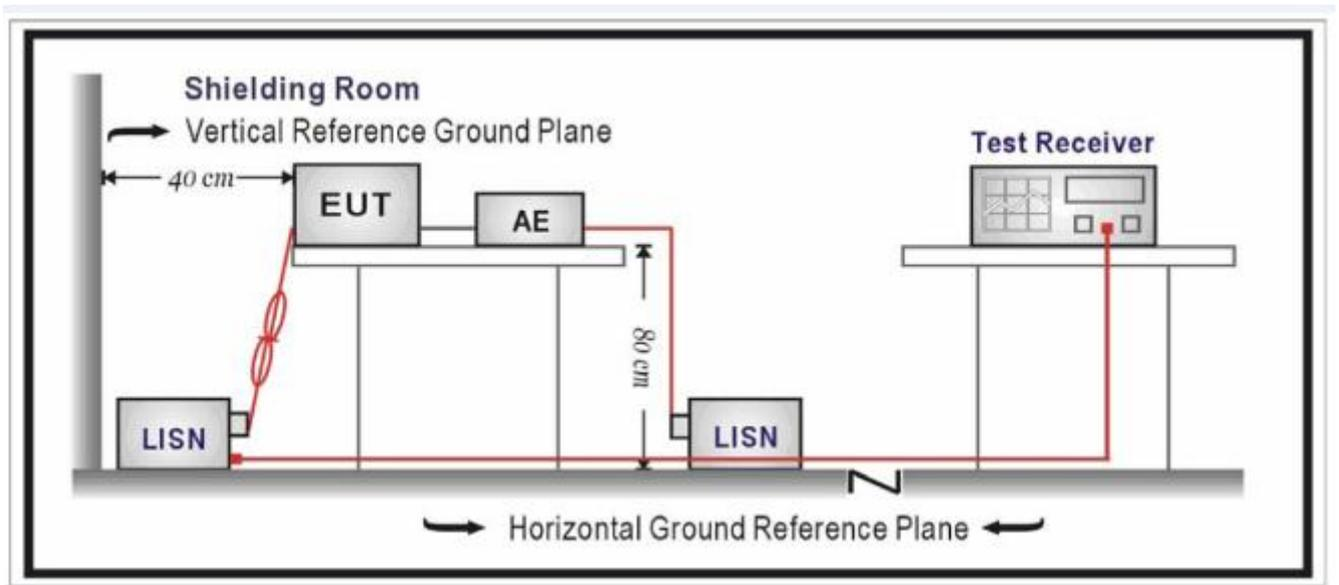 Shielding Room
Vertical Reference Ground Plane
Test Receiver
40 cm
EUT
AE
80 cm
LISN
LISN
Horizontal Ground Reference Plane